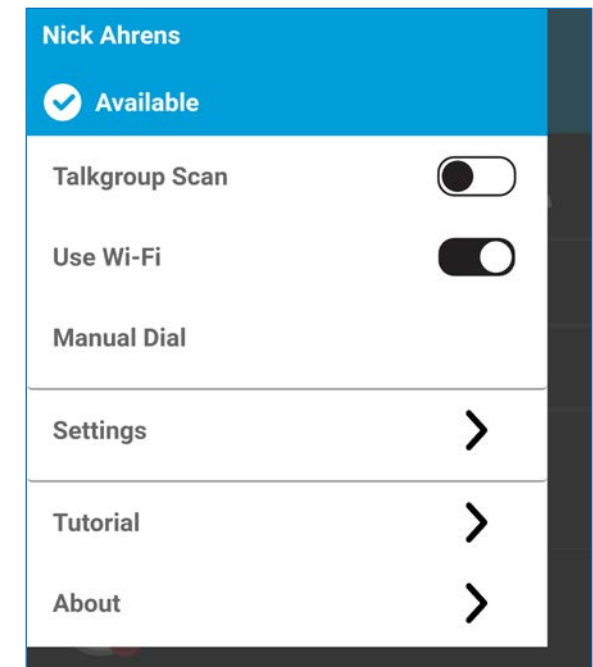 Nick Ahrens
Available
Talkgroup Scan
Use Wi-Fi
Manual Dial
Settings
Tutorial
About